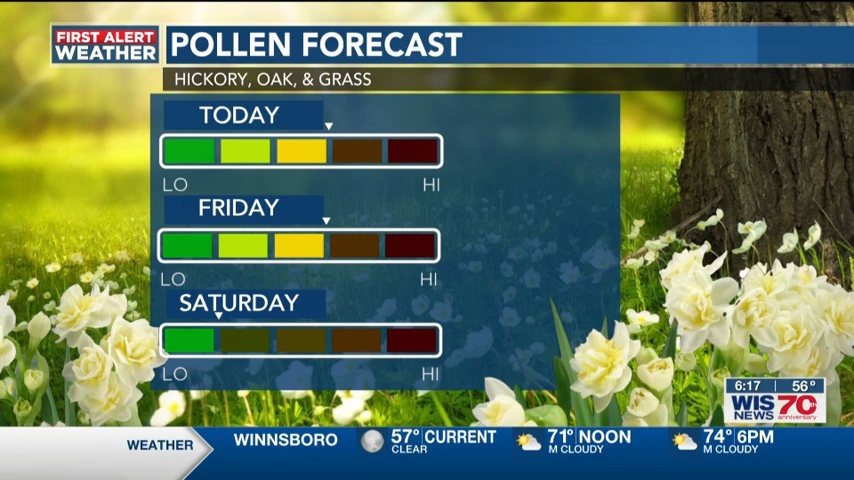 FIRST ALERT
WEATHER
POLLEN FORECAST
HICKORY, OAK, & GRASS
TODAY
LO HI
FRIDAY
LO HI
SATURDAY
LO HI
6:17 56°
WIS
NEWS
70
anniversary
WEATHER
WINNSBORO
57° CURRENT
CLEAR
71° NOON
M CLOUDY
74° 6PM
M CLOUDY